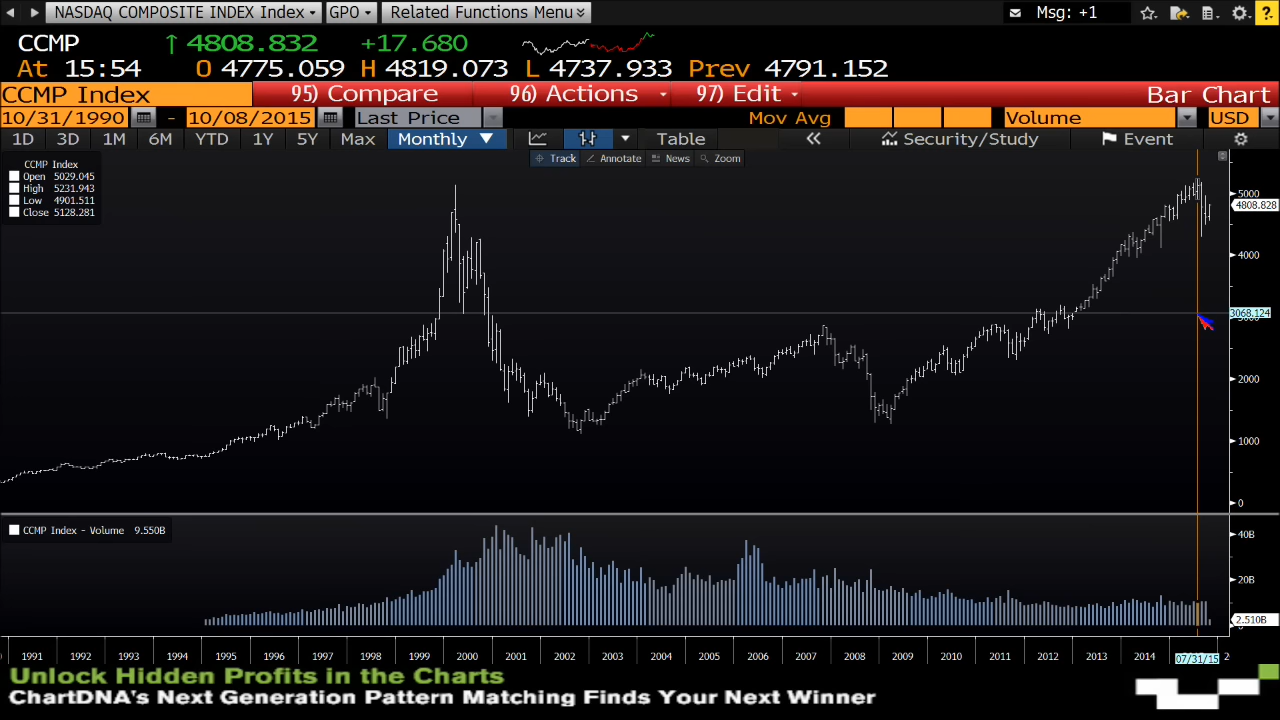 NASDAQ COMPOSITE INDEX Index GPO Related Functions Menu Msg: +1 ?
CCMP 4808.832 +17.680
At 15:54 O 4775.059 H 4819.073 L 4737.933 Prev 4791.152
CCMP Index 95) Compare 96) Actions 97) Edit Bar Chart
10/31/1990 - 10/08/2015 Last Price Mov Avg Volume USD
1D 3D 1M 6M YTD 1Y 5Y Max Monthly Table Security/Study Event
Track Annotate News Zoom
CCMP Index
Open 5029.045
High 5231.943
Low 4901.511
Close 5128.281
5000
4808.828
4000
3068.124
2000
1000
0
CCMP Index - Volume 9.550B
40B
20B
2.510B
1991 1992 1993 1994 1995 1996 1997 1998 1999 2000 2001 2002 2003 2004 2005 2006 2007 2008 2009 2010 2011 2012 2013 2014 07/31/15 2
Unlock Hidden Profits in the Charts
ChartDNA's Next Generation Pattern Matching Finds Your Next Winner